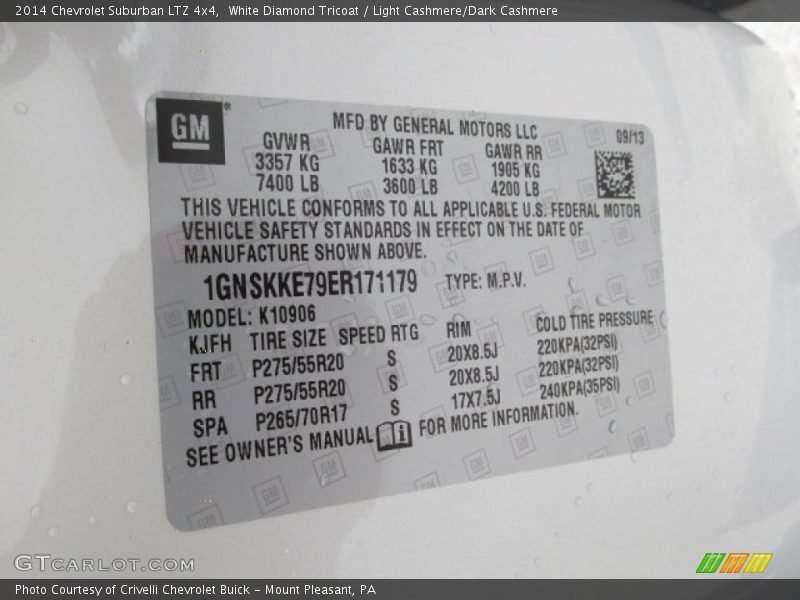 2014 Chevrolet Suburban LTZ 4x4, White Diamond Tricoat / Light Cashmere/Dark Cashmere
GM ®
MFD BY GENERAL MOTORS LLC 09/13
GVWR GAWR FRT GAWR RR
3357 KG 1633 KG 1905 KG
7400 LB 3600 LB 4200 LB
THIS VEHICLE CONFORMS TO ALL APPLICABLE U.S. FEDERAL MOTOR
VEHICLE SAFETY STANDARDS IN EFFECT ON THE DATE OF
MANUFACTURE SHOWN ABOVE.
1GNSKKE79ER171179 TYPE: M.P.V.
MODEL: K10906
KJFH TIRE SIZE SPEED RTG RIM COLD TIRE PRESSURE
FRT P275/55R20 S 20X8.5J 220KPA(32PSI)
RR P275/55R20 S 20X8.5J 220KPA(32PSI)
SPA P265/70R17 S 17X7.5J 240KPA(35PSI)
SEE OWNER'S MANUAL i FOR MORE INFORMATION.
GTCARLOT.COM
Photo Courtesy of Crivelli Chevrolet Buick - Mount Pleasant, PA